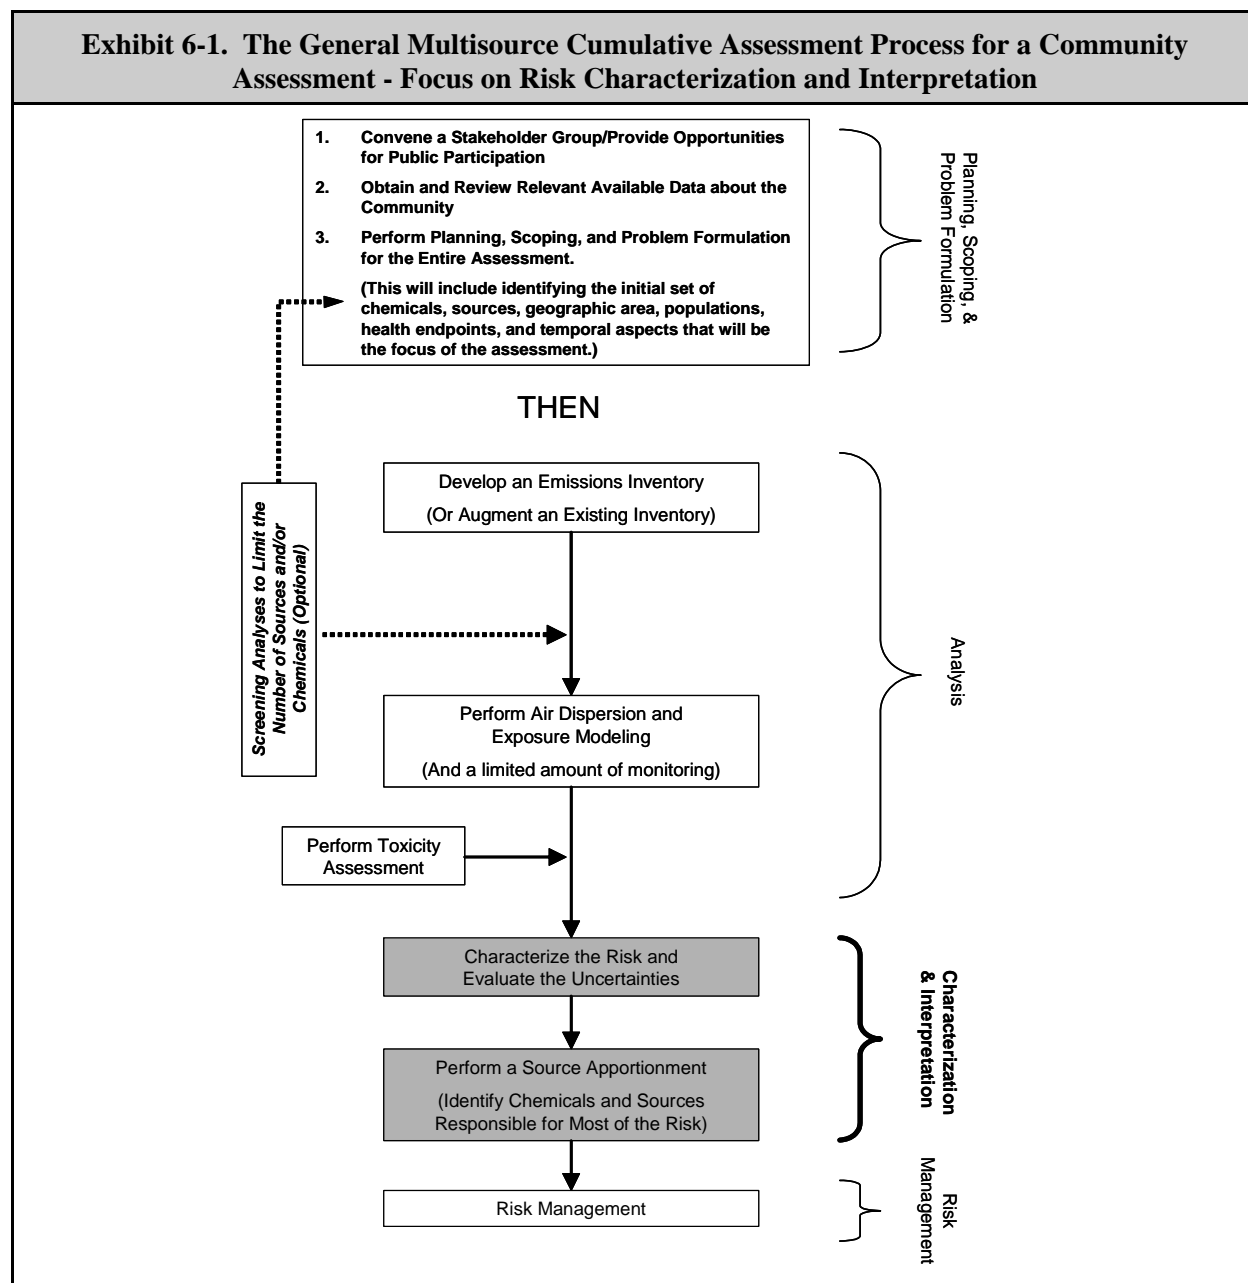 Exhibit 6-1. The General Multisource Cumulative Assessment Process for a Community
Assessment - Focus on Risk Characterization and Interpretation
1. Convene a Stakeholder Group/Provide Opportunities
for Public Participation
2. Obtain and Review Relevant Available Data about the
Community
3. Perform Planning, Scoping, and Problem Formulation
for the Entire Assessment.
(This will include identifying the initial set of
chemicals, sources, geographic area, populations,
health endpoints, and temporal aspects that will be
the focus of the assessment.)
Planning, Scoping, &
Problem Formulation
THEN
Screening Analyses to Limit the
Number of Sources and/or
Chemicals (Optional)
Develop an Emissions Inventory
(Or Augment an Existing Inventory)
Perform Air Dispersion and
Exposure Modeling
(And a limited amount of monitoring)
Perform Toxicity
Assessment
Analysis
Characterize the Risk and
Evaluate the Uncertainties
Perform a Source Apportionment
(Identify Chemicals and Sources
Responsible for Most of the Risk)
Characterization
& Interpretation
Risk Management
Risk
Management